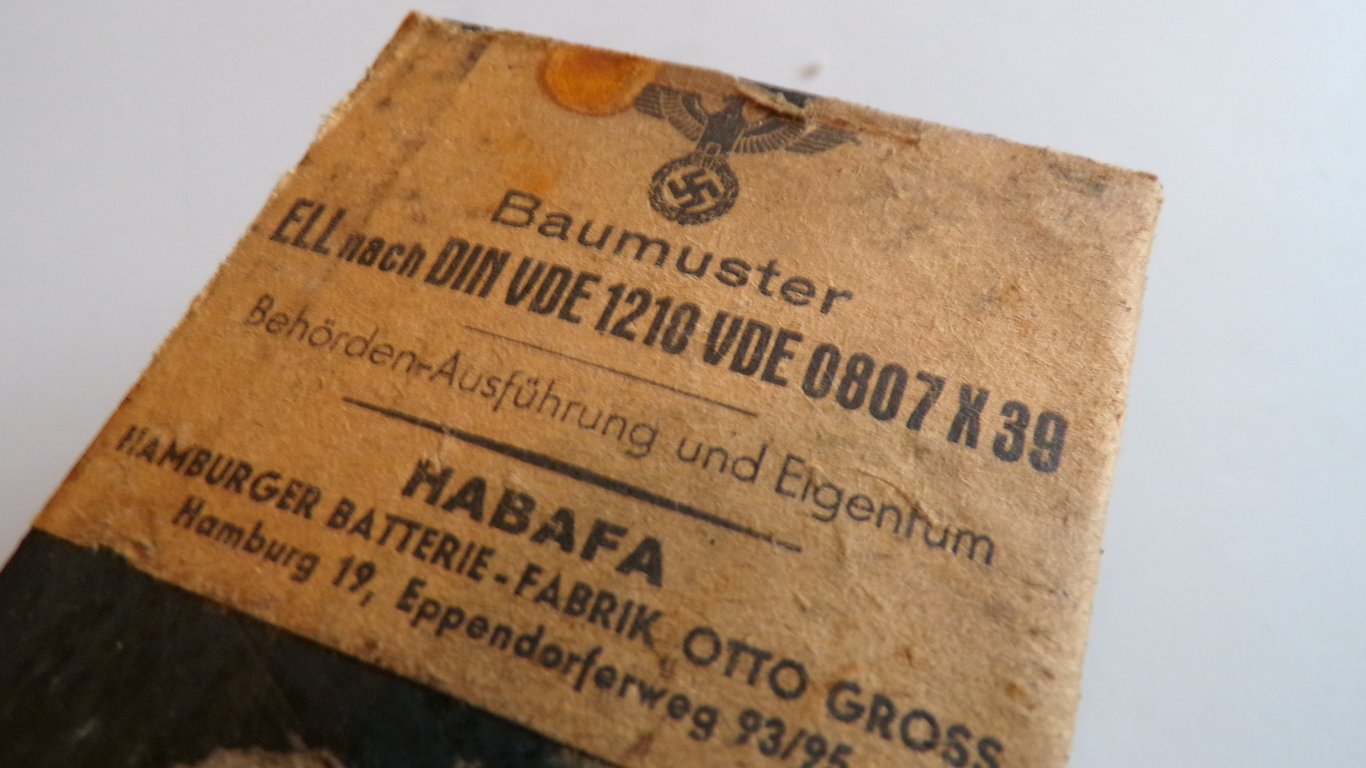 Baumuster
ELL nach DIN VDE 1210 VDE 0807 X 39
Behörden-Ausführung und Eigentum
HABAFA
HAMBURGER BATTERIE-FABRIK OTTO GROSS
Hamburg 19, Eppendorferweg 93/95